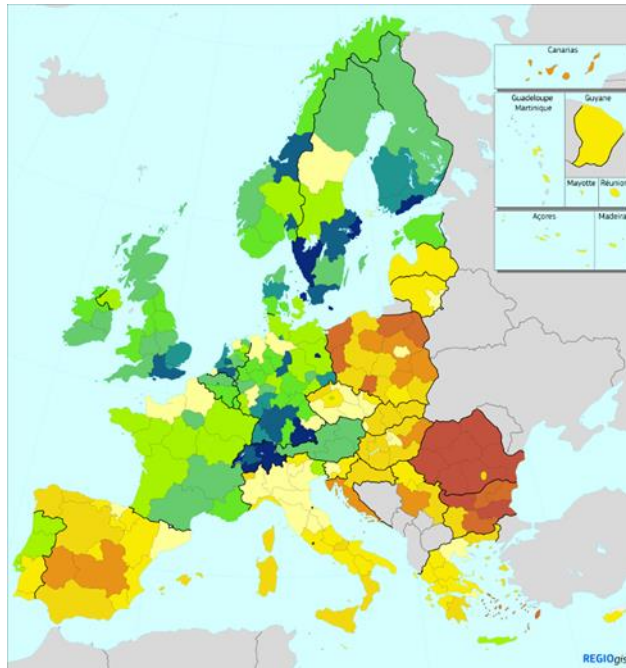 Canarias
Guadeloupe
Martinique
Guyane
Mayotte
Réunion
Açores
Madeira
REGIOgis